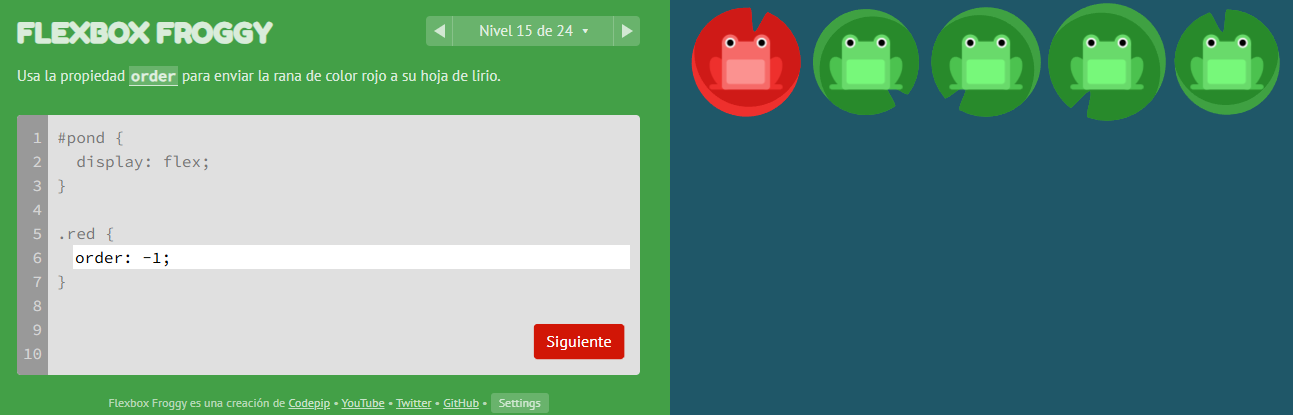 FLEXBOX FROGGY
Nivel 15 de 24
Usa la propiedad order para enviar la rana de color rojo a su hoja de lirio.
1 #pond {
2 display: flex;
3 }
4
5 .red {
6 order: -1;
7 }
8
9
10
Siguiente
Flexbox Froggy es una creación de Codepip • YouTube • Twitter • GitHub • Settings